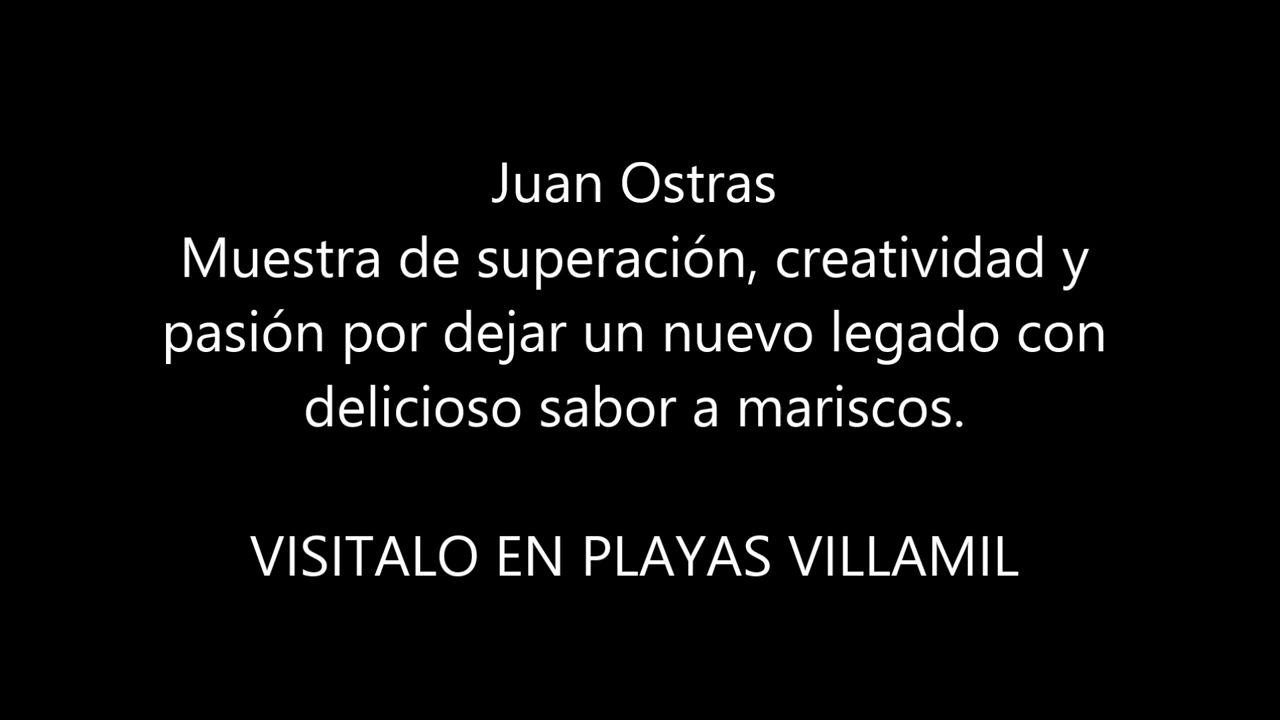 Juan Ostras
Muestra de superación, creatividad y
pasión por dejar un nuevo legado con
delicioso sabor a mariscos.
VISITALO EN PLAYAS VILLAMIL